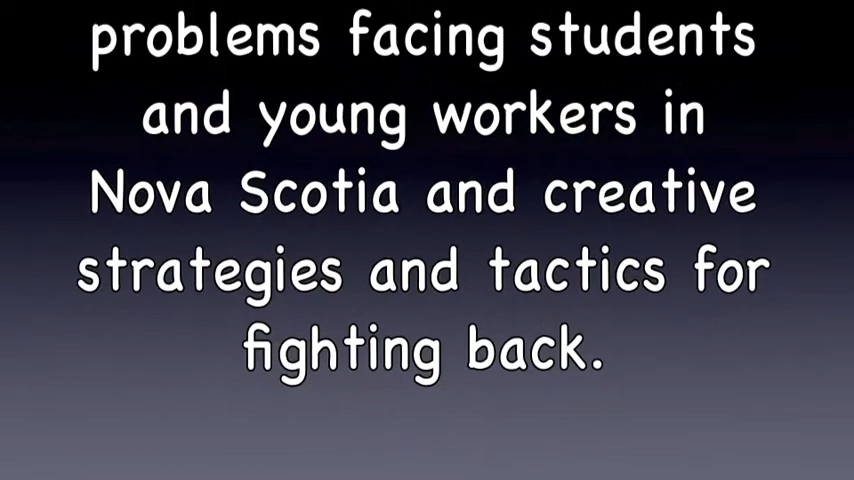 problems facing students
and young workers in
Nova Scotia and creative
strategies and tactics for
fighting back.